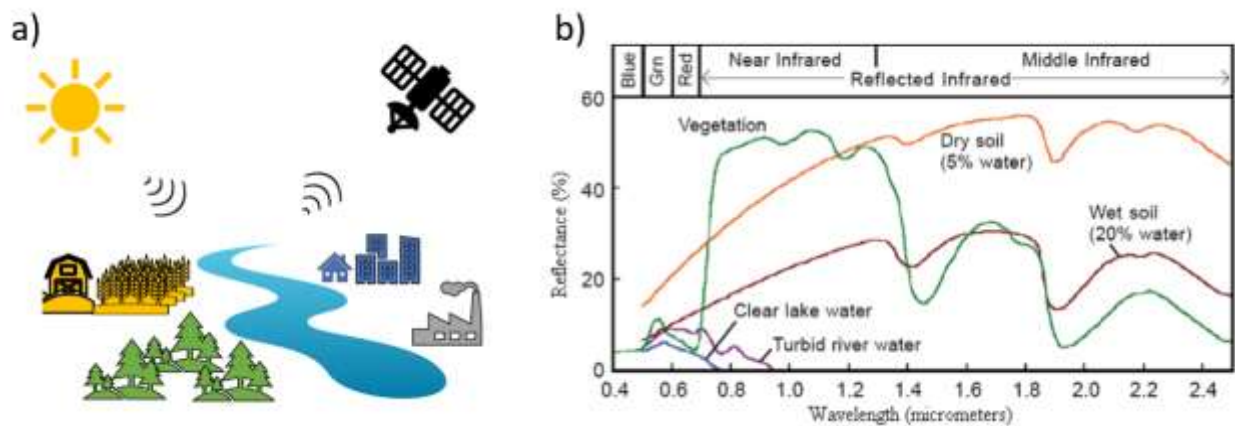 a)
b)
Blue
Grn
Red
Near Infrared
Middle Infrared
Reflected Infrared
60
40
20
0
Reflectance (%)
Vegetation
Dry soil
(5% water)
Wet soil
(20% water)
Clear lake water
Turbid river water
0.4 0.6 0.8 1.0 1.2 1.4 1.6 1.8 2.0 2.2 2.4
Wavelength (micrometers)